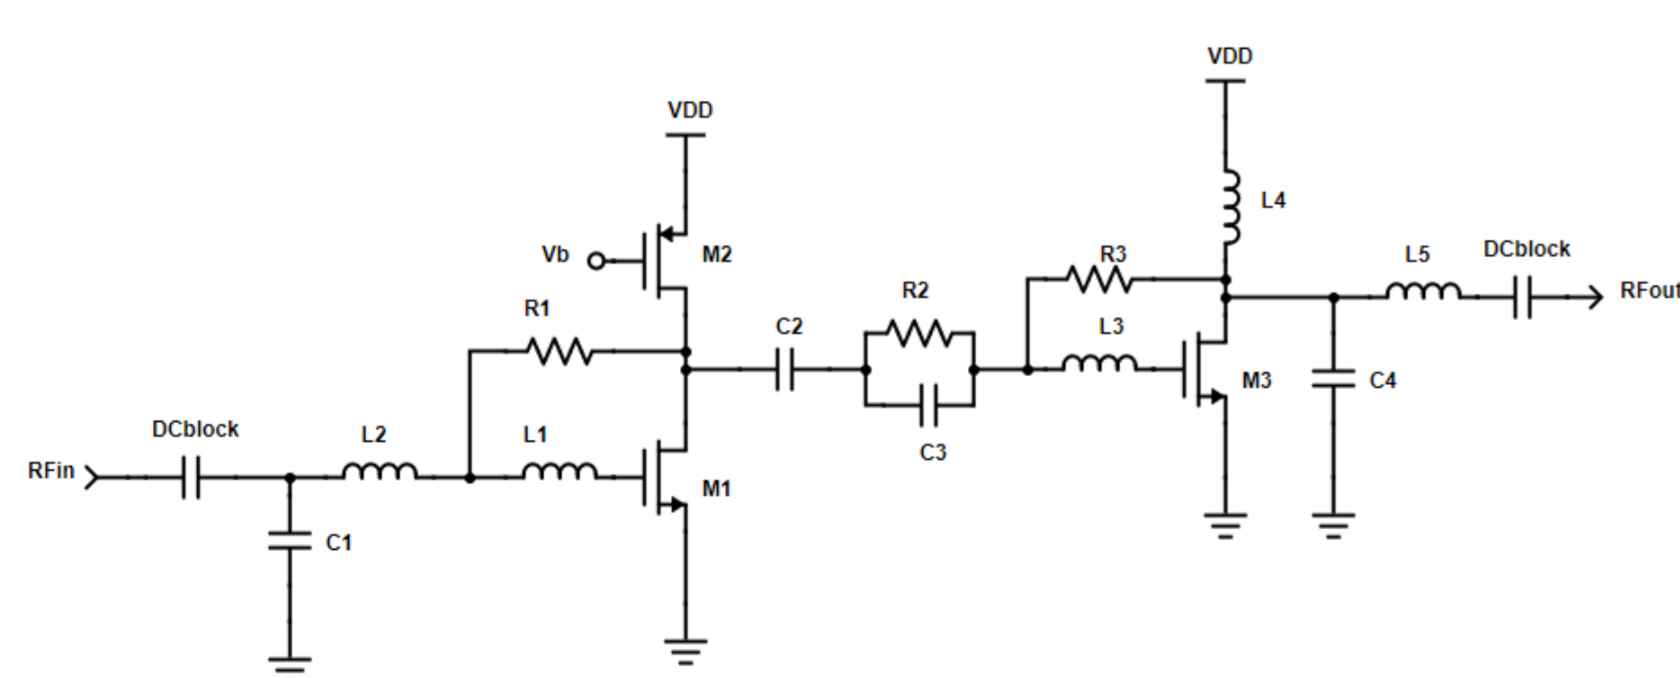 VDD
VDD
L4
Vb
M2
R3
L5
DCblock
RFout
R2
R1
C2
L3
M3
C4
DCblock
L2
L1
C3
RFin
M1
C1